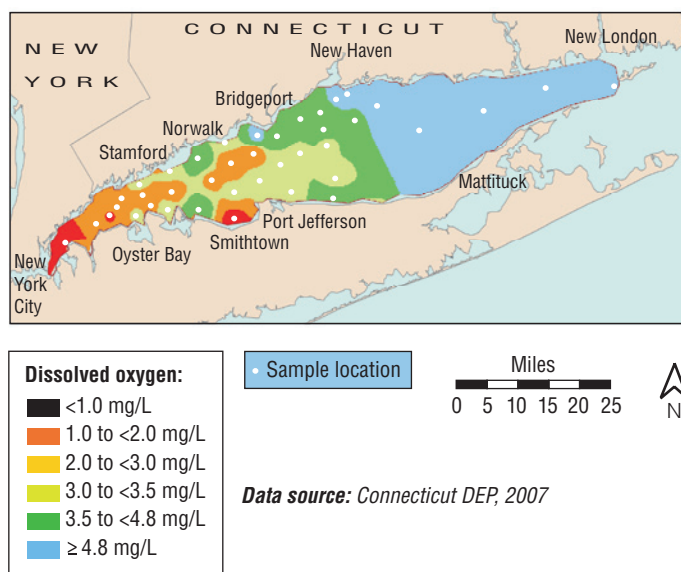 CONNECTICUT
NEW
YORK
New London
New Haven
Bridgeport
Norwalk
Stamford
Mattituck
Port Jefferson
Smithtown
Oyster Bay
New
York
City
Dissolved oxygen:
<1.0 mg/L
1.0 to <2.0 mg/L
2.0 to <3.0 mg/L
3.0 to <3.5 mg/L
3.5 to <4.8 mg/L
≥ 4.8 mg/L
Sample location
Miles
0 5 10 15 20 25
N
Data source: Connecticut DEP, 2007